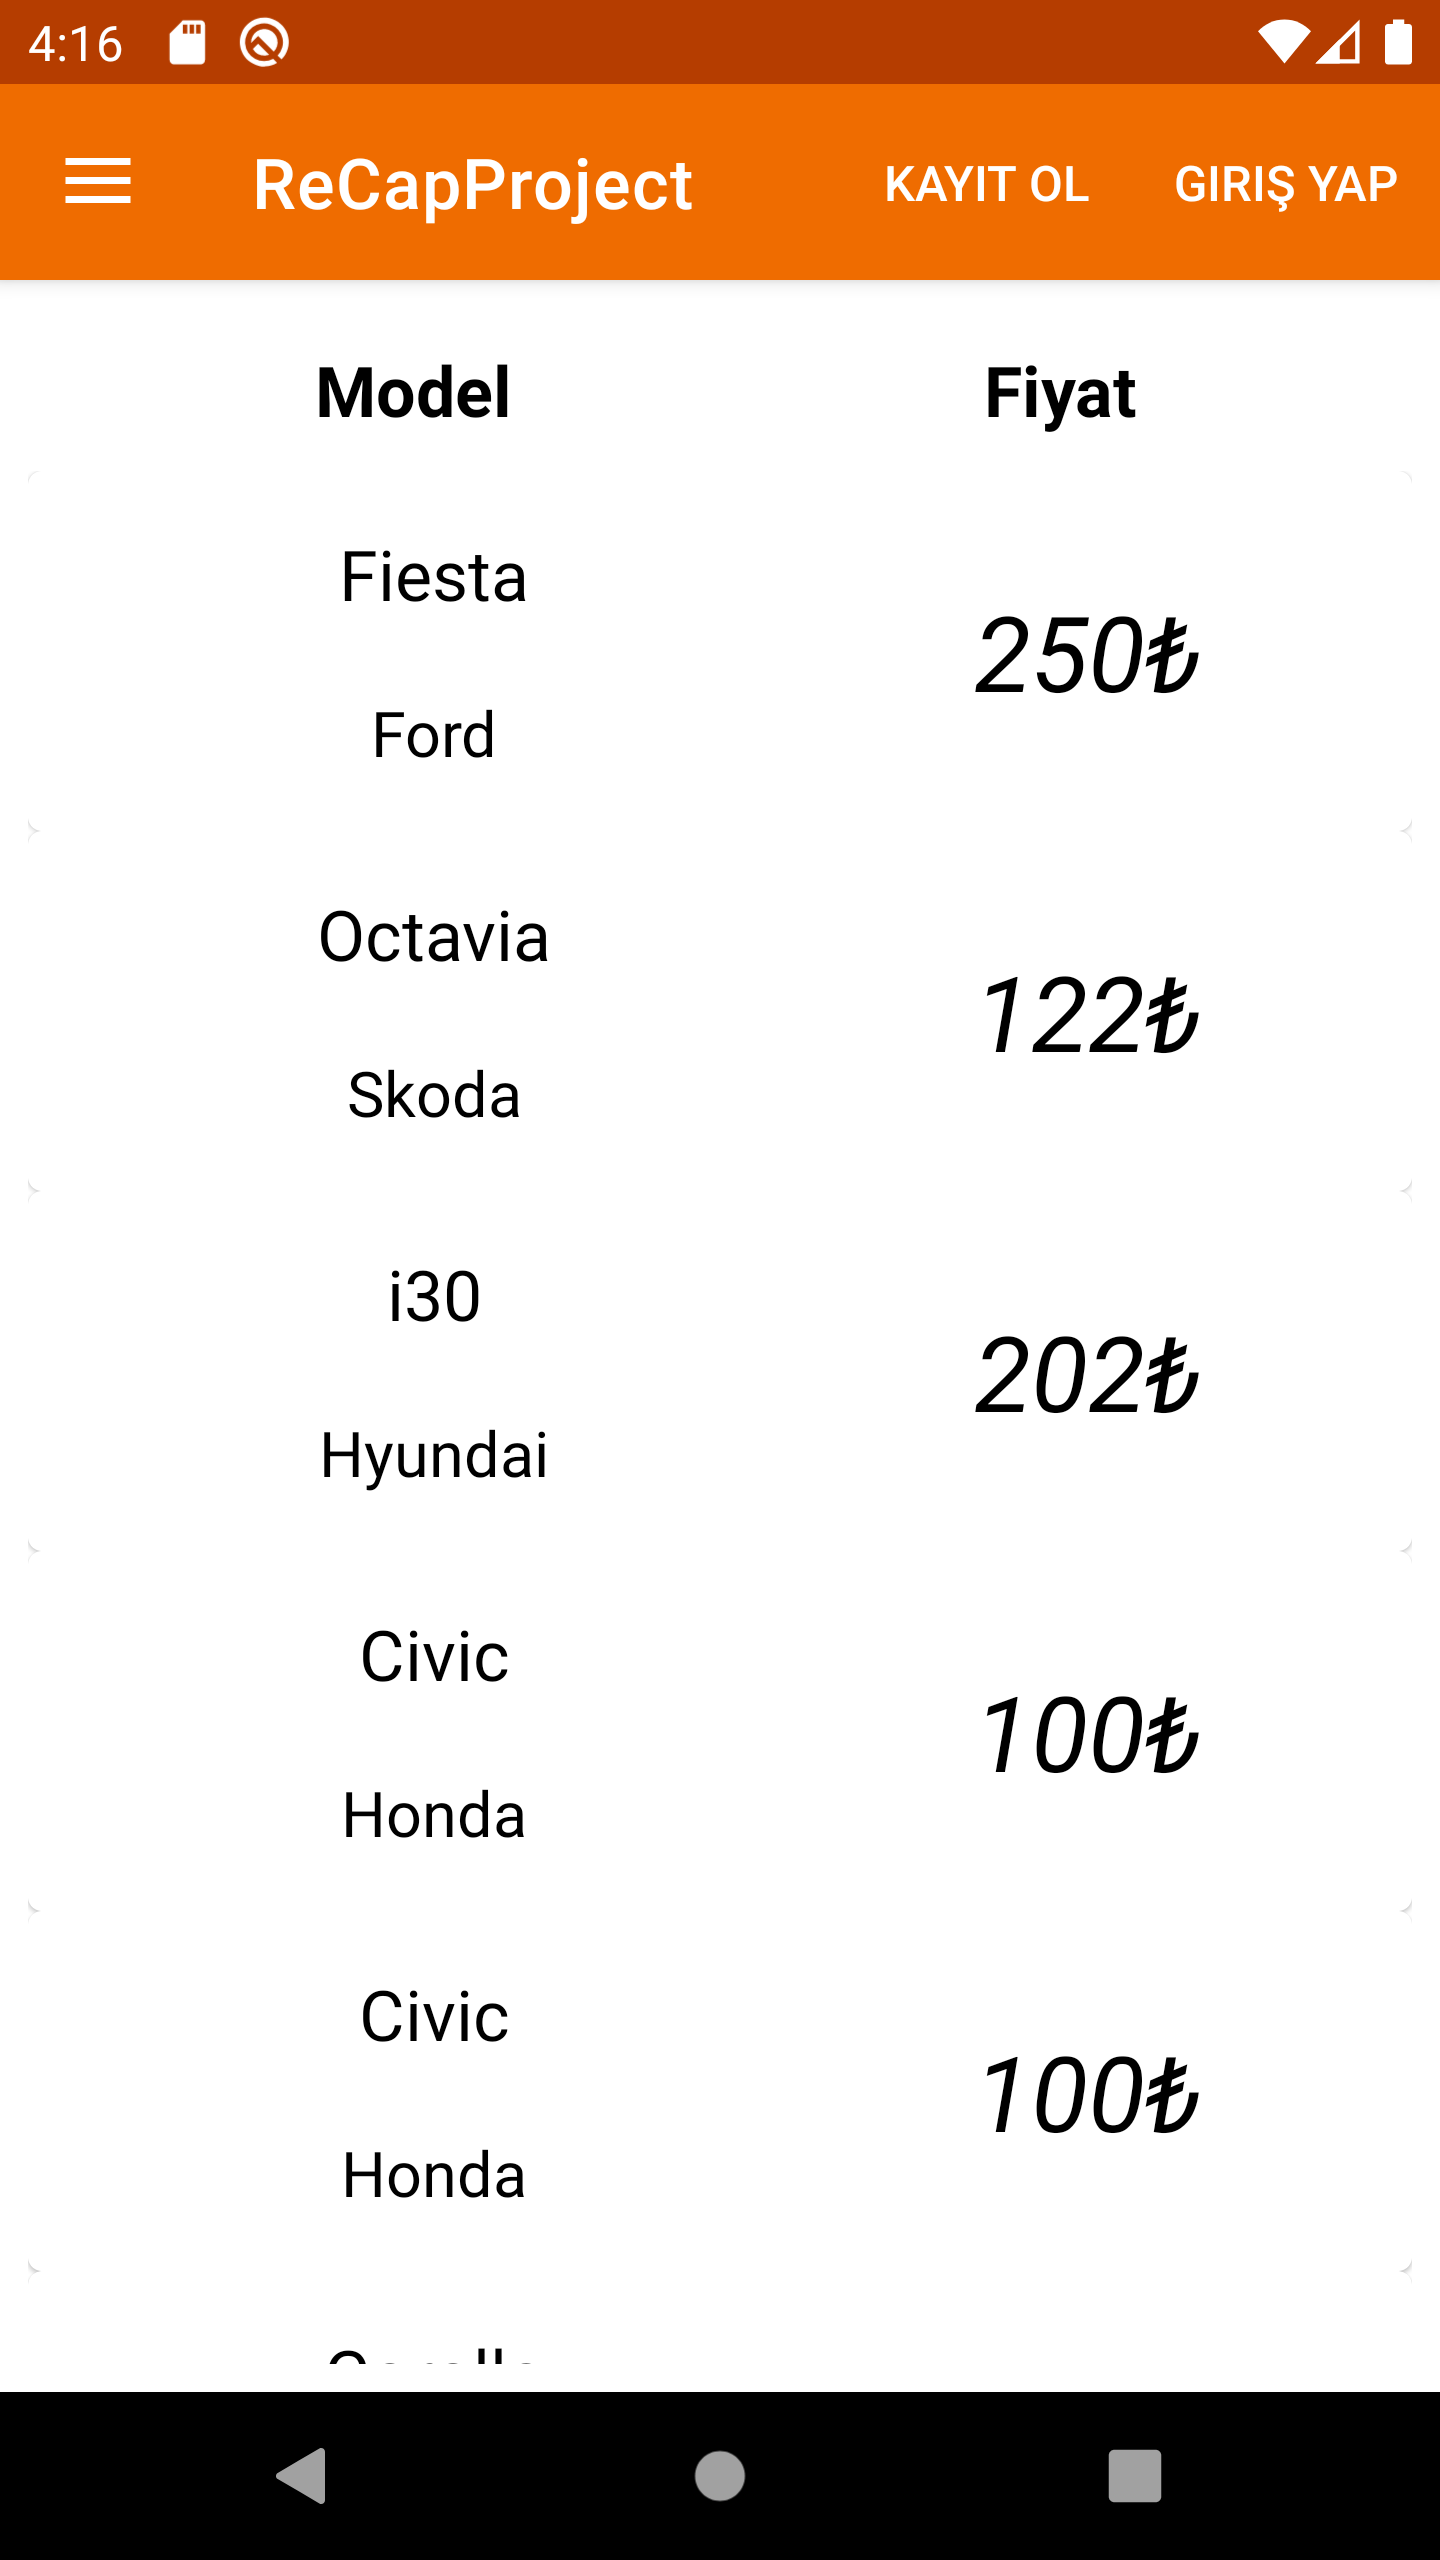 4:16
ReCapProject KAYIT OL GIRIŞ YAP
Model Fiyat
Fiesta
250₺
Ford
Octavia
122₺
Skoda
i30
202₺
Hyundai
Civic
100₺
Honda
Civic
100₺
Honda